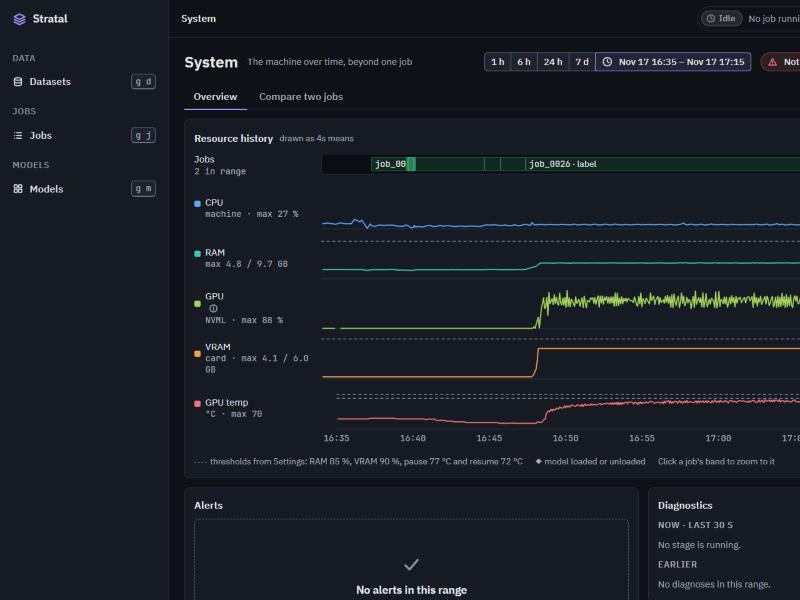 Stratal
System
Idle
No job runni
DATA
Datasets
g d
JOBS
Jobs
g j
MODELS
Models
g m
System
The machine over time, beyond one job
1 h
6 h
24 h
7 d
Nov 17 16:35 – Nov 17 17:15
Not
Overview
Compare two jobs
Resource history
drawn as 4s means
Jobs
2 in range
job_00
job_0026 · label
CPU
machine · max 27 %
RAM
max 4.8 / 9.7 GB
GPU
NVML · max 88 %
VRAM
card · max 4.1 / 6.0
GB
GPU temp
°C · max 70
16:35
16:40
16:45
16:50
16:55
17:00
17:0
thresholds from Settings: RAM 85 %, VRAM 90 %, pause 77 °C and resume 72 °C
model loaded or unloaded
Click a job's band to zoom to it
Alerts
No alerts in this range
Diagnostics
NOW · LAST 30 S
No stage is running.
EARLIER
No diagnoses in this range.